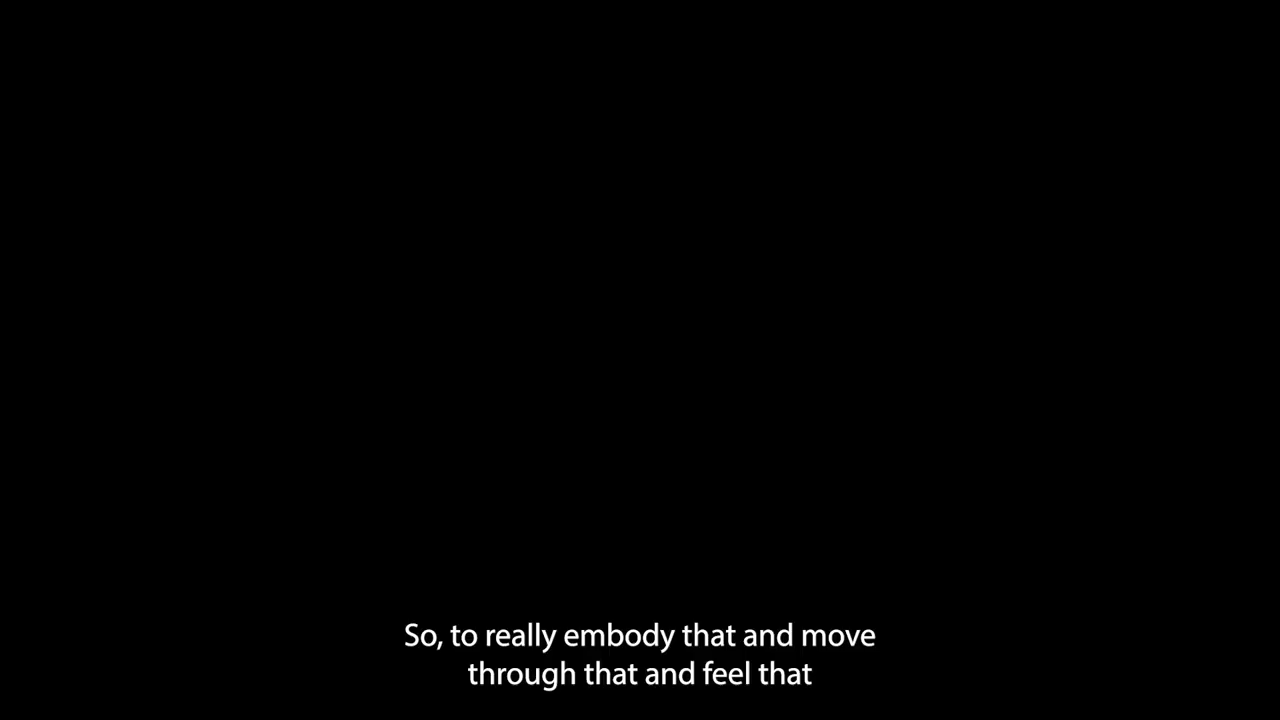 So, to really embody that and move
through that and feel that